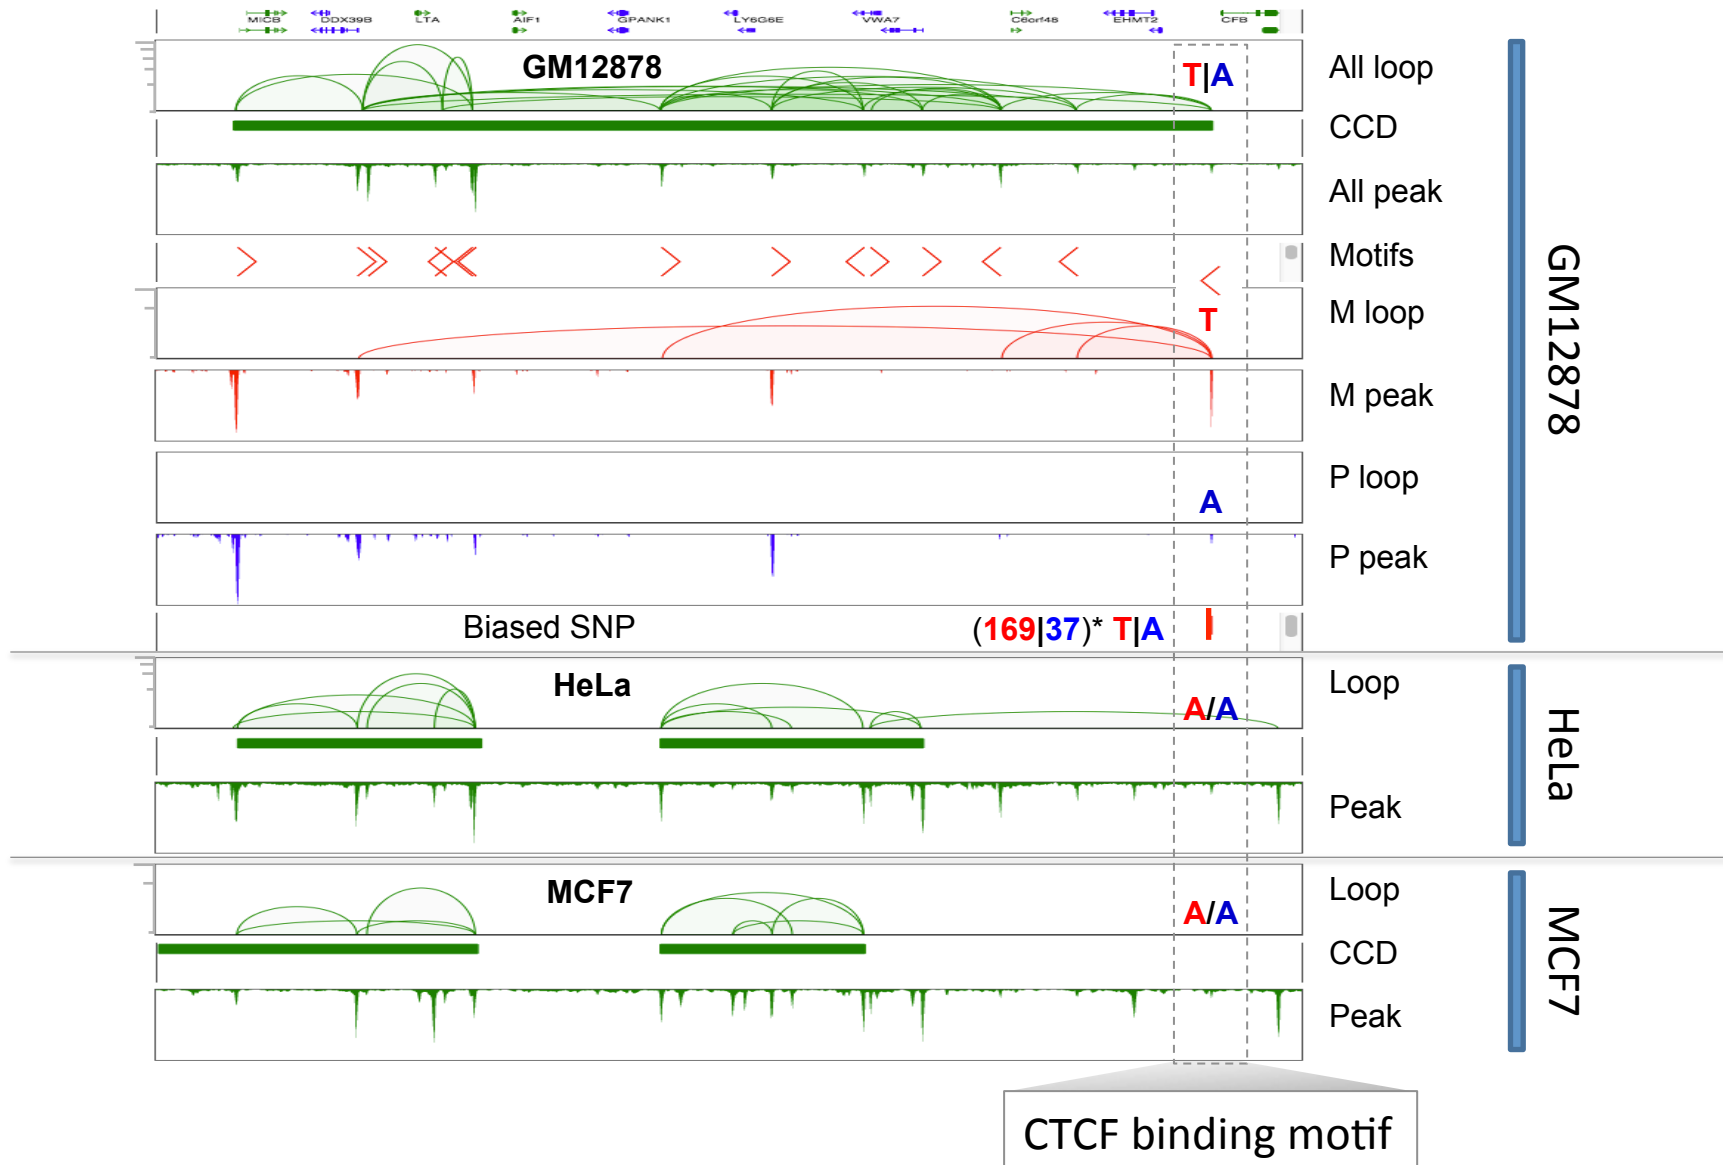 MICB DDX39B LTA AIF1 GPANK1 LY6G6E VWA7 C6orf48 EHMT2 CFB
GM12878
T|A
All loop
CCD
All peak
Motifs
T
M loop
M peak
A
P loop
P peak
Biased SNP (169|37)* T|A
GM12878
HeLa
A/A
Loop
Peak
HeLa
MCF7
A/A
Loop
CCD
Peak
MCF7
CTCF binding motif